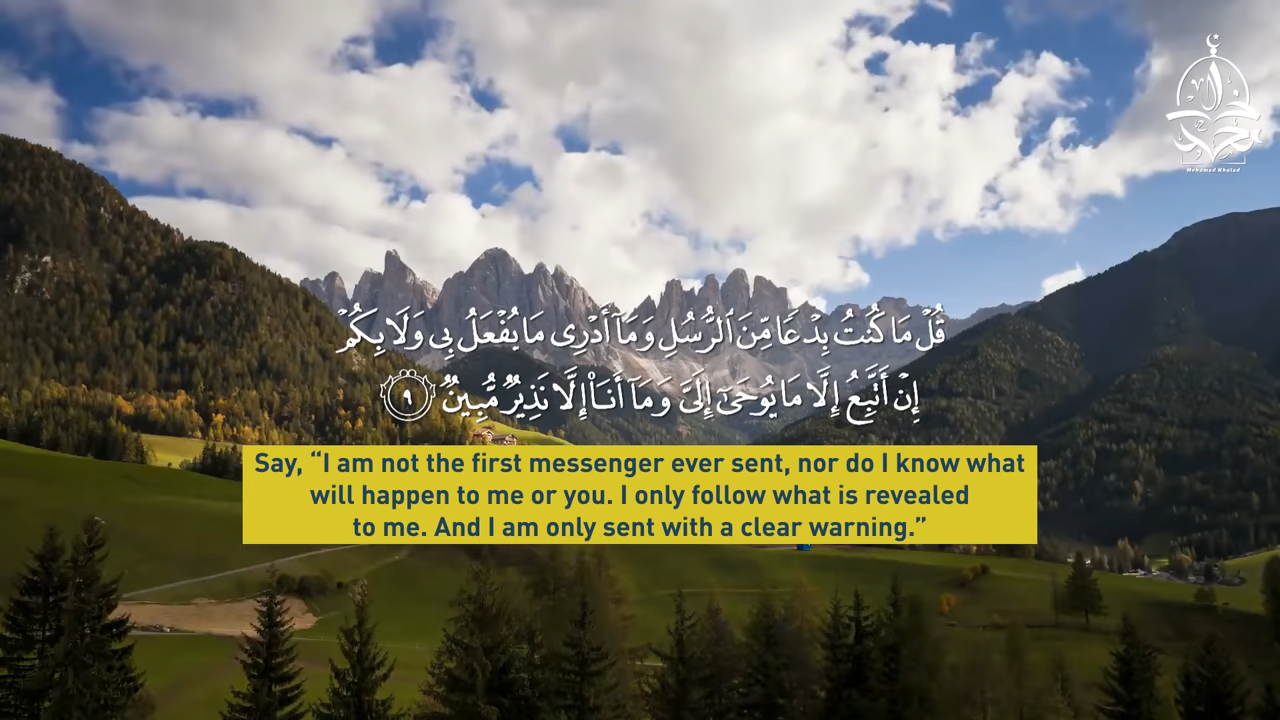 قُلۡ مَا كُنتُ بِدۡعٗا مِّنَ ٱلرُّسُلِ وَمَآ أَدۡرِي مَا يُفۡعَلُ بِي وَلَا بِكُمۡۖ
إِنۡ أَتَّبِعُ إِلَّا مَا يُوحَىٰٓ إِلَيَّ وَمَآ أَنَا۠ إِلَّا نَذِيرٞ مُّبِينٞ ٩
Say, “I am not the first messenger ever sent, nor do I know what
will happen to me or you. I only follow what is revealed
to me. And I am only sent with a clear warning.”
Mohamed Khaled